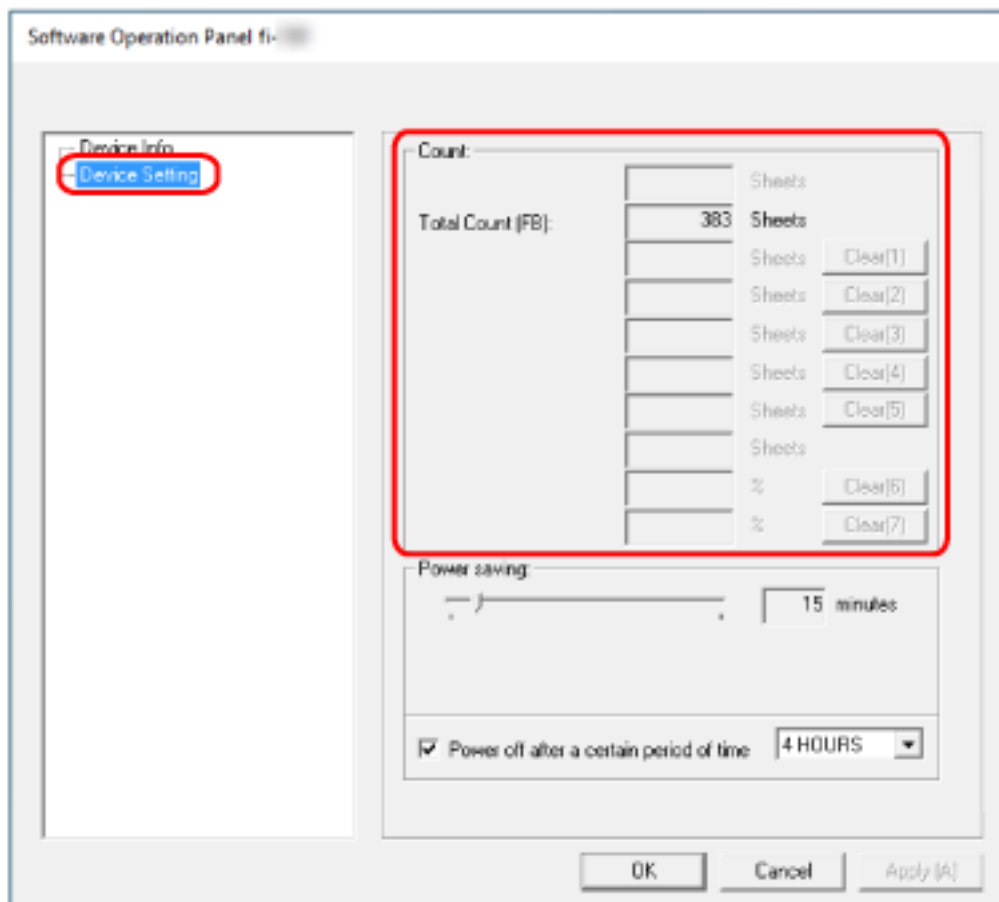 Software Operation Panel fi-
Device Info
Device Setting
Count:
Sheets
Total Count (FB): 383 Sheets
Sheets Clear(1)
Sheets Clear(2)
Sheets Clear(3)
Sheets Clear(4)
Sheets Clear(5)
Sheets
% Clear(6)
% Clear(7)
Power saving:
15 minutes
Power off after a certain period of time 4 HOURS
OK Cancel Apply (A)